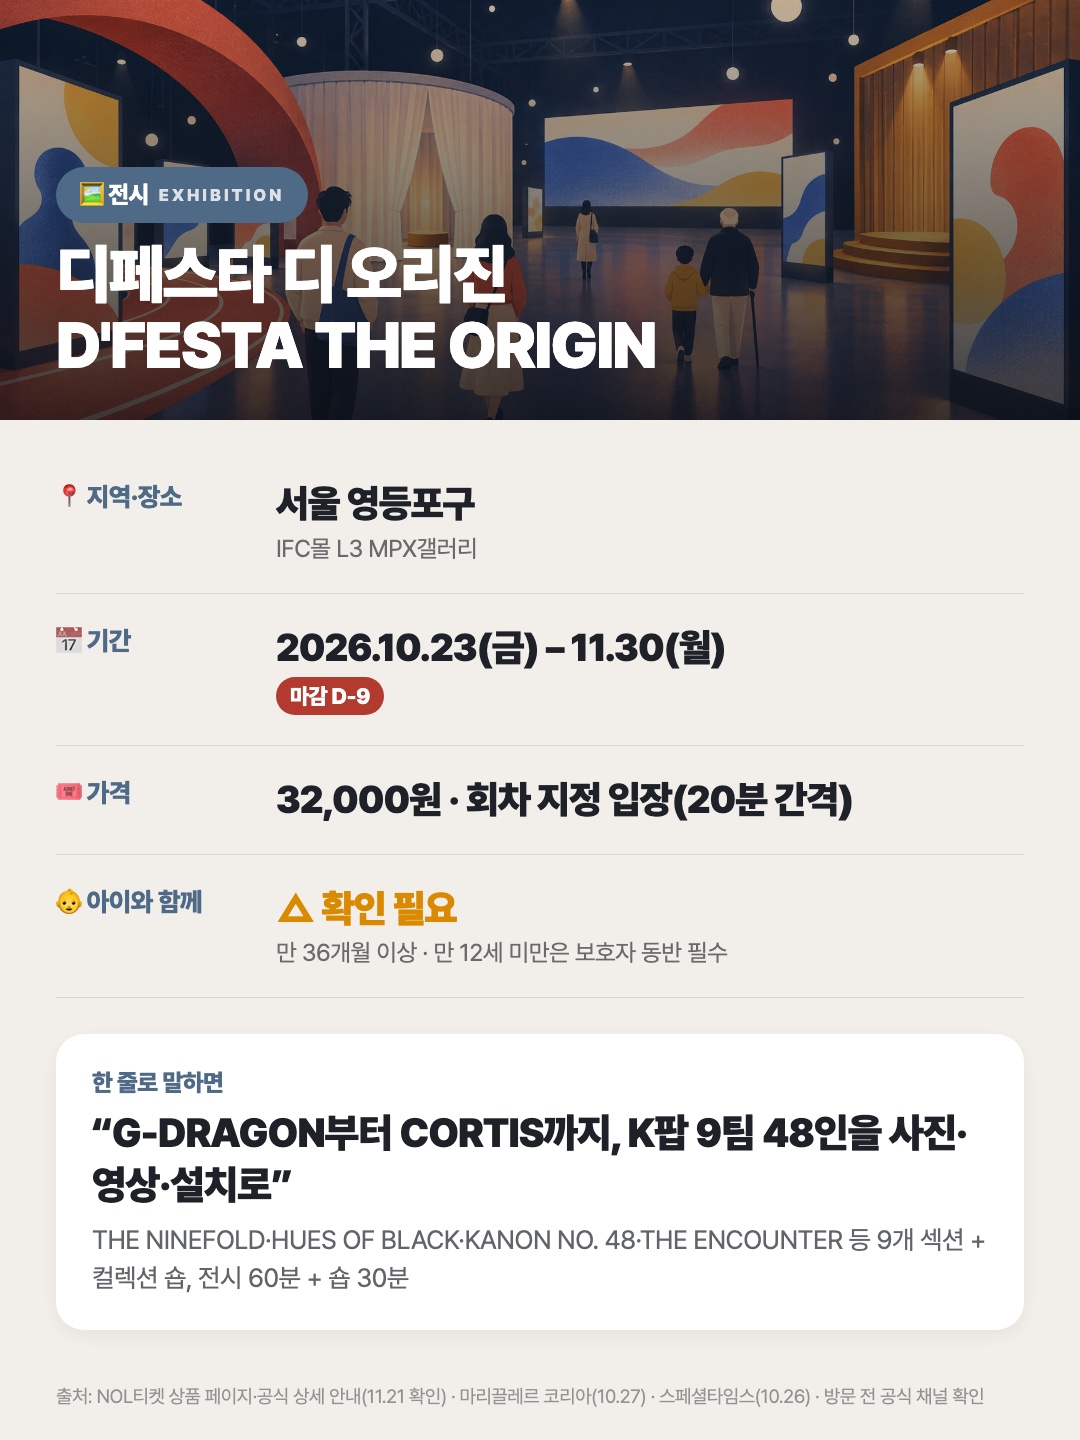 전시 EXHIBITION
디페스타 디 오리진
D'FESTA THE ORIGIN
지역·장소
서울 영등포구
IFC몰 L3 MPX갤러리
17 기간
2026.10.23(금) – 11.30(월)
마감 D-9
가격
32,000원 · 회차 지정 입장(20분 간격)
아이와 함께
△ 확인 필요
만 36개월 이상 · 만 12세 미만은 보호자 동반 필수
한 줄로 말하면
“G-DRAGON부터 CORTIS까지, K팝 9팀 48인을 사진·
영상·설치로”
THE NINEFOLD·HUES OF BLACK·KANON NO. 48·THE ENCOUNTER 등 9개 섹션 +
컬렉션 숍, 전시 60분 + 숍 30분
출처: NOL티켓 상품 페이지·공식 상세 안내(11.21 확인) · 마리끌레르 코리아(10.27) · 스페셜타임스(10.26) · 방문 전 공식 채널 확인